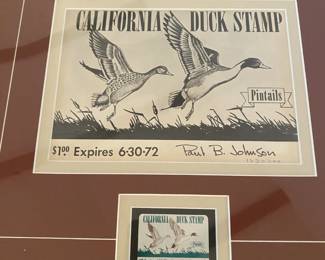 CALIFORNIA DUCK STAMP
Pintails
$1.00 Expires 6-30-72 Paul B. Johnson
CALIFORNIA DUCK STAMP